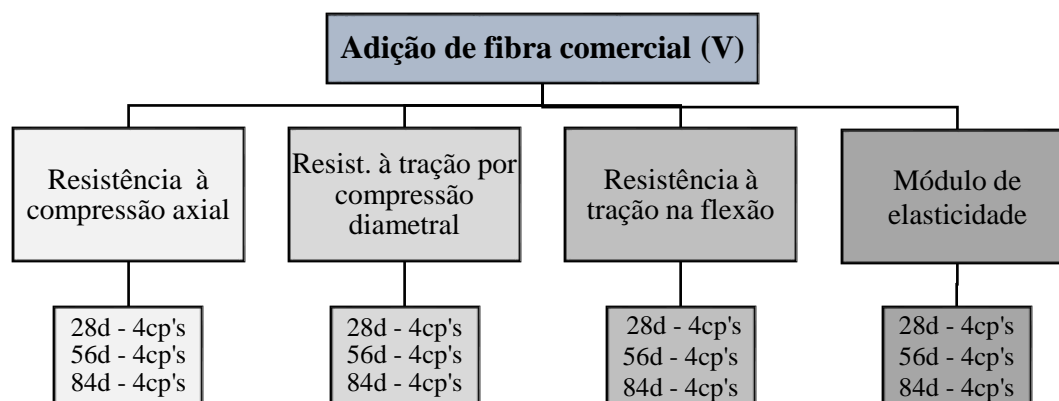 Adição de fibra comercial (V)
Resistência à
compressão axial
Resist. à tração por
compressão
diametral
Resistência à
tração na flexão
Módulo de
elasticidade
28d - 4cp's
56d - 4cp's
84d - 4cp's
28d - 4cp's
56d - 4cp's
84d - 4cp's
28d - 4cp's
56d - 4cp's
84d - 4cp's
28d - 4cp's
56d - 4cp's
84d - 4cp's